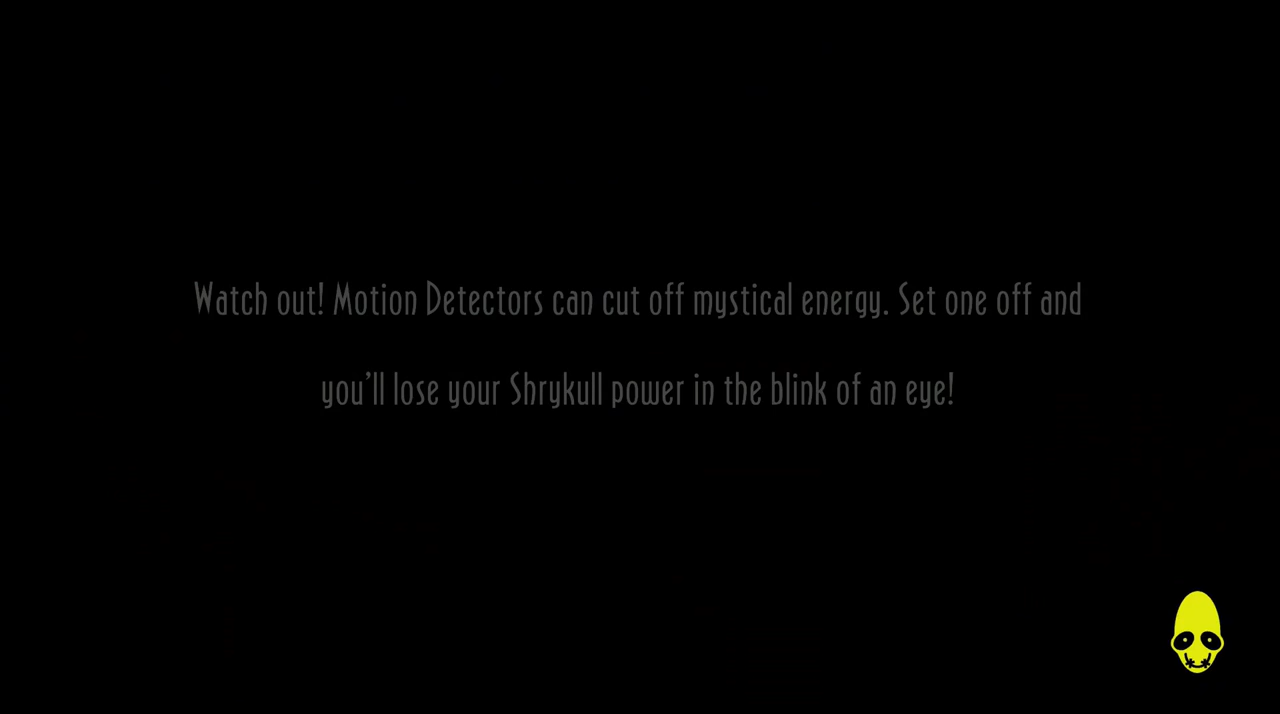 Watch out! Motion Detectors can cut off mystical energy. Set one off and
you’ll lose your Shrykull power in the blink of an eye!